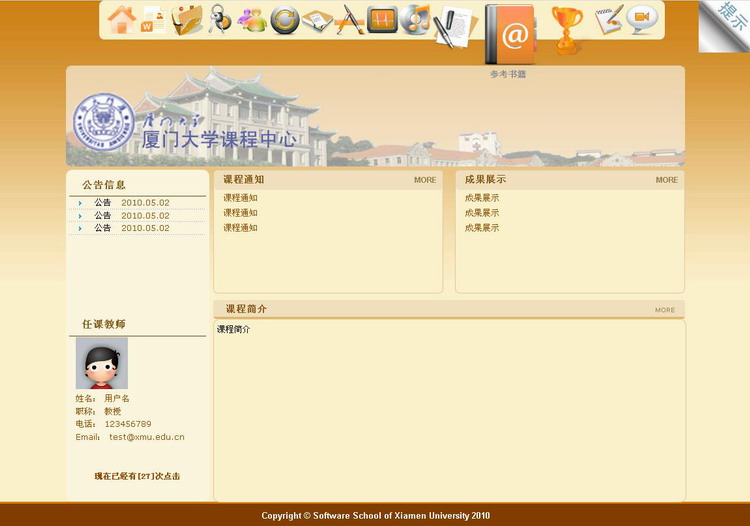 提示
@
参考书籍
厦门大学
厦门大学课程中心
公告信息
公告 2010.05.02
公告 2010.05.02
公告 2010.05.02
课程通知 MORE
课程通知
课程通知
课程通知
成果展示 MORE
成果展示
成果展示
成果展示
任课教师
姓名： 用户名
职称： 教授
电话： 123456789
Email： test@xmu.edu.cn
现在已经有[27]次点击
课程简介 MORE
课程简介
Copyright © Software School of Xiamen University 2010